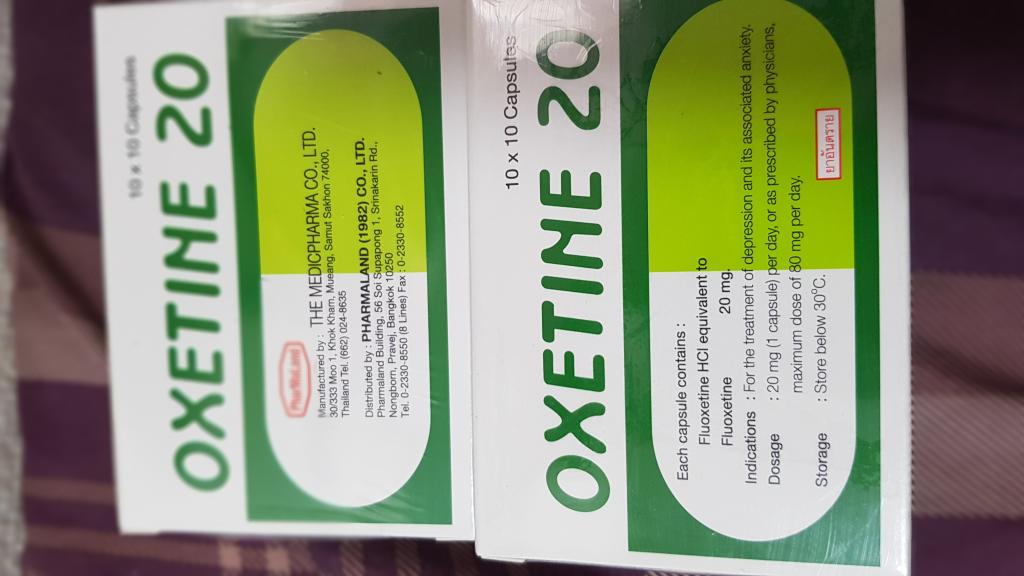 10 x 10 Capsules
OXETINE 20
PharMaLand
Manufactured by : THE MEDICPHARMA CO., LTD.
30/333 Moo 1, Khok Kham, Mueang, Samut Sakhon 74000,
Thailand Tel. (662) 024-8635
Distributed by : PHARMALAND (1982) CO., LTD.
Pharmaland Building, 56 Soi Supapong 1, Srinakarin Rd.,
Nongborn, Pravej, Bangkok 10250
Tel. 0-2330-8550 (8 Lines) Fax : 0-2330-8552
10 x 10 Capsules
OXETINE 20
Each capsule contains :
Fluoxetine HCl equivalent to
Fluoxetine 20 mg.
Indications : For the treatment of depression and its associated anxiety.
Dosage : 20 mg (1 capsule) per day, or as prescribed by physicians,
maximum dose of 80 mg per day.
Storage : Store below 30°C.
ยาอันตราย